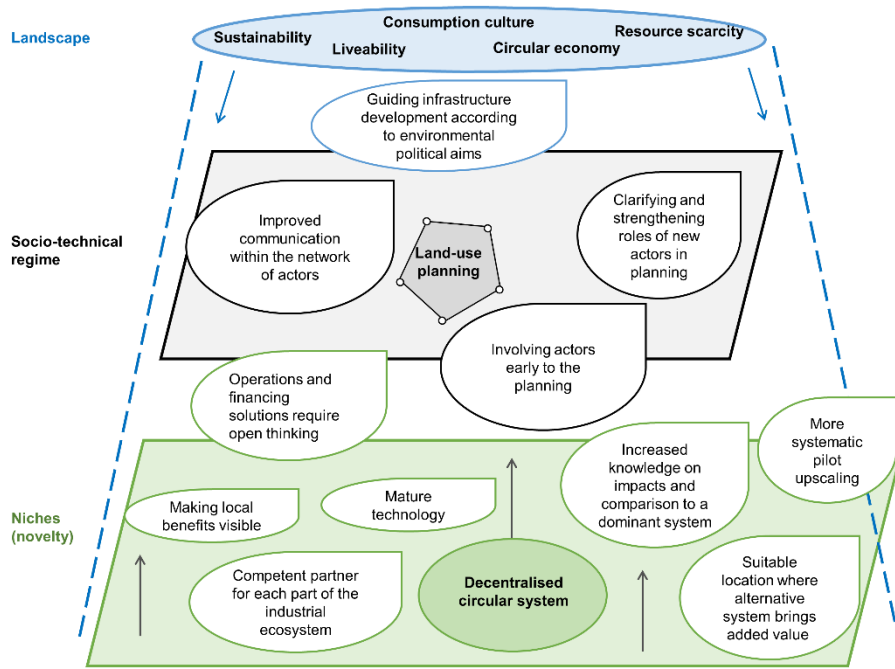 Landscape
Consumption culture
Sustainability
Resource scarcity
Liveability
Circular economy
Guiding infrastructure
development according
to environmental
political aims
Socio-technical
regime
Improved
communication
within the network
of actors
Land-use
planning
Clarifying and
strengthening
roles of new
actors in
planning
Involving actors
early to the
planning
Operations and
financing
solutions require
open thinking
More
systematic
pilot
upscaling
Increased
knowledge on
impacts and
comparison to a
dominant system
Niches
(novelty)
Making local
benefits visible
Mature
technology
Competent partner
for each part of the
industrial
ecosystem
Decentralised
circular system
Suitable
location where
alternative
system brings
added value